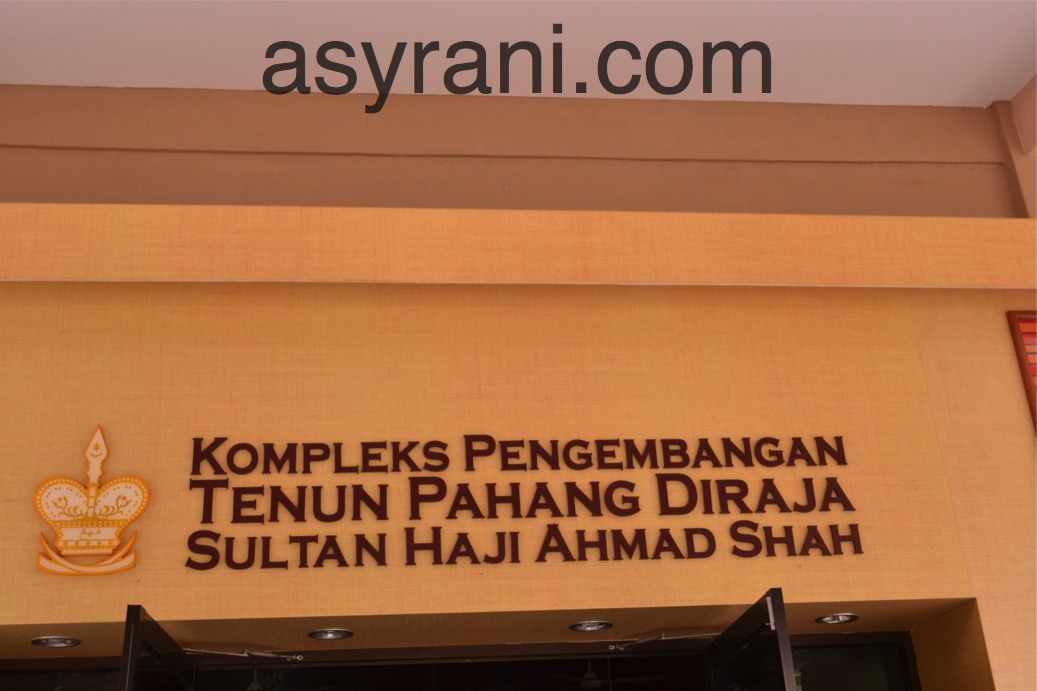 asyrani.com
KOMPLEKS PENGEMBANGAN
TENUN PAHANG DIRAJA
SULTAN HAJI AHMAD SHAH